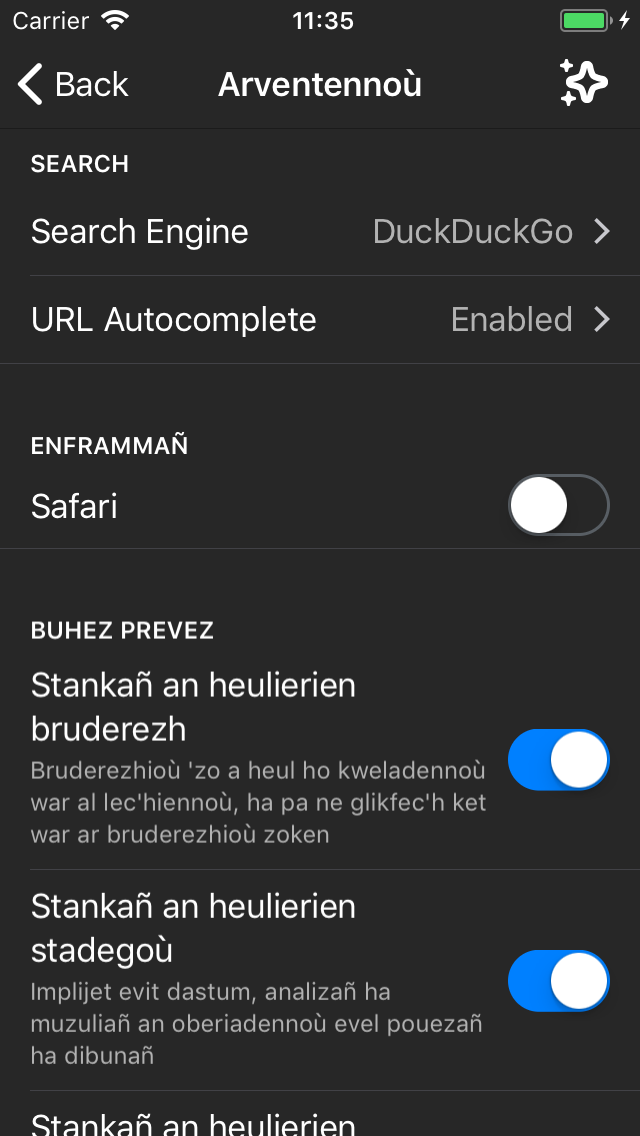 Carrier 11:35
Back Arventennoù
SEARCH
Search Engine DuckDuckGo
URL Autocomplete Enabled
ENFRAMMAÑ
Safari
BUHEZ PREVEZ
Stankañ an heulierien
bruderezh
Bruderezhioù 'zo a heul ho kweladennoù
war al lec'hiennoù, ha pa ne glikfec'h ket
war ar bruderezhioù zoken
Stankañ an heulierien
stadegoù
Implijet evit dastum, analizañ ha
muzuliañ an oberiadennoù evel pouezañ
ha dibunañ
Stankañ an heulierien